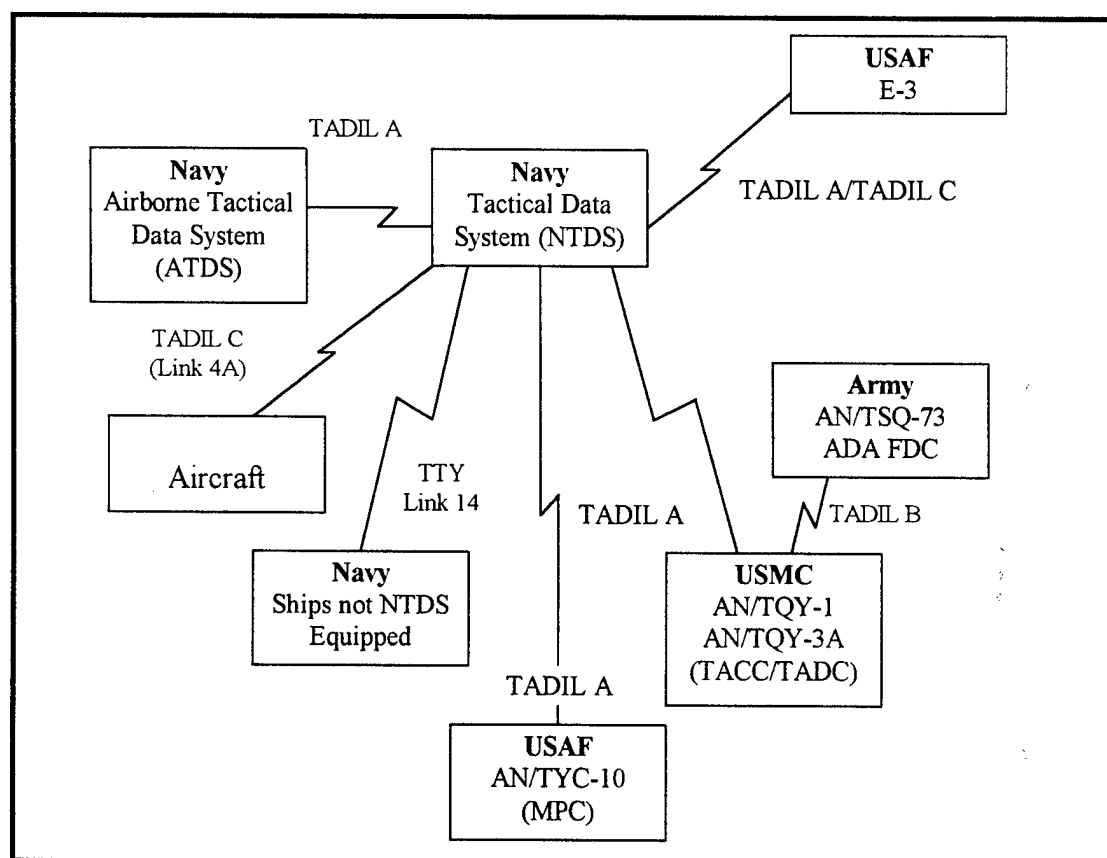 USAF
E-3
TADIL A
Navy
Airborne Tactical
Data System
(ATDS)
Navy
Tactical Data
System (NTDS)
TADIL A/TADIL C
TADIL C
(Link 4A)
Aircraft
TTY
Link 14
TADIL A
Army
AN/TSQ-73
ADA FDC
TADIL B
Navy
Ships not NTDS
Equipped
USMC
AN/TQY-1
AN/TQY-3A
(TACC/TADC)
TADIL A
USAF
AN/TYC-10
(MPC)